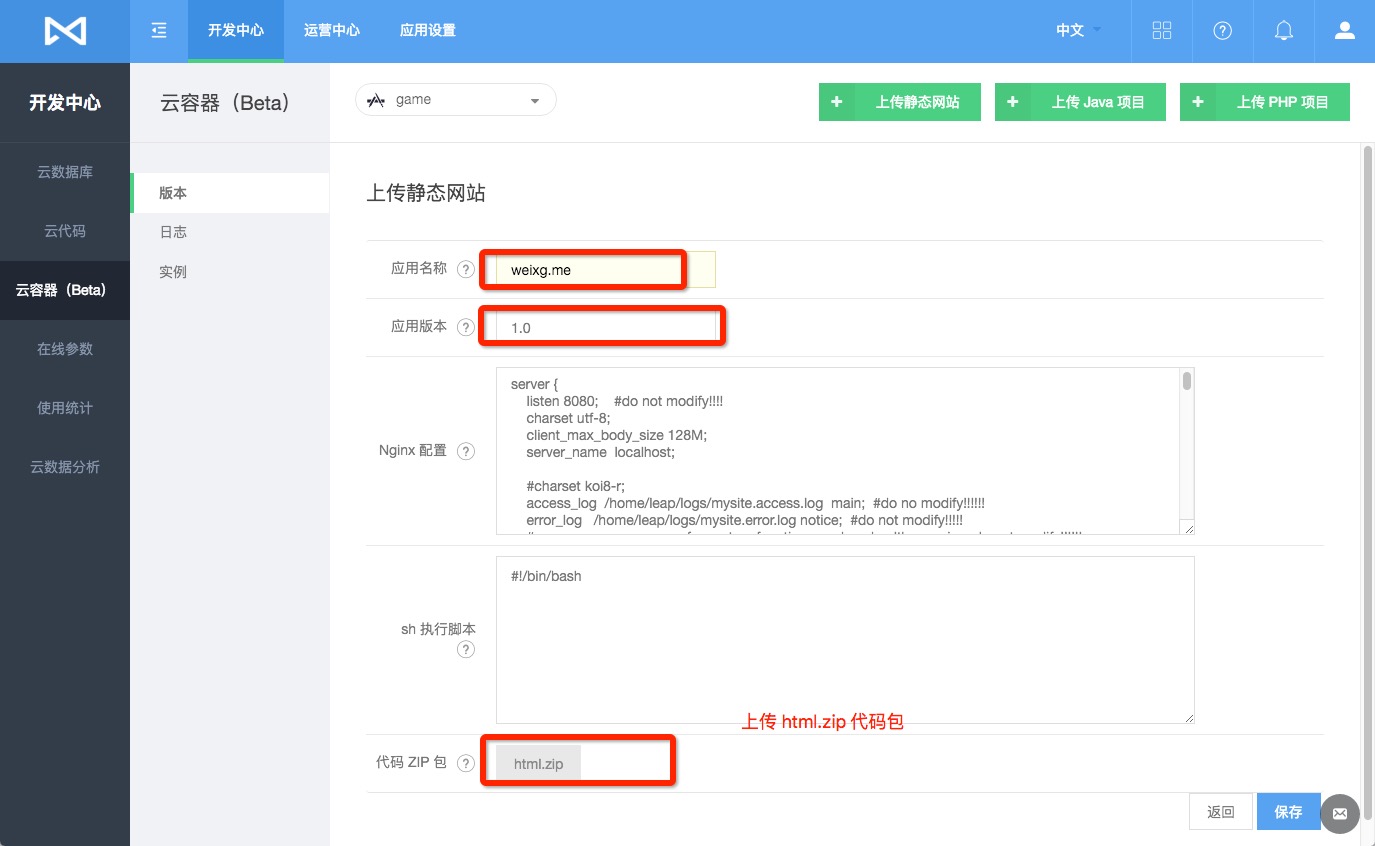 开发中心
运营中心
应用设置
中文
开发中心
云容器（Beta）
game
+ 上传静态网站
+ 上传 Java 项目
+ 上传 PHP 项目
云数据库
云代码
云容器（Beta）
在线参数
使用统计
云数据分析
版本
日志
实例
上传静态网站
应用名称 ? weixg.me
应用版本 ? 1.0
Nginx 配置 ?
server {
listen 8080; #do not modify!!!!
charset utf-8;
client_max_body_size 128M;
server_name localhost;
#charset koi8-r;
access_log /home/leap/logs/mysite.access.log main; #do no modify!!!!!!
error_log /home/leap/logs/mysite.error.log notice; #do not modify!!!!!
sh 执行脚本
?
#!/bin/bash
上传 html.zip 代码包
代码 ZIP 包 ? html.zip
返回
保存